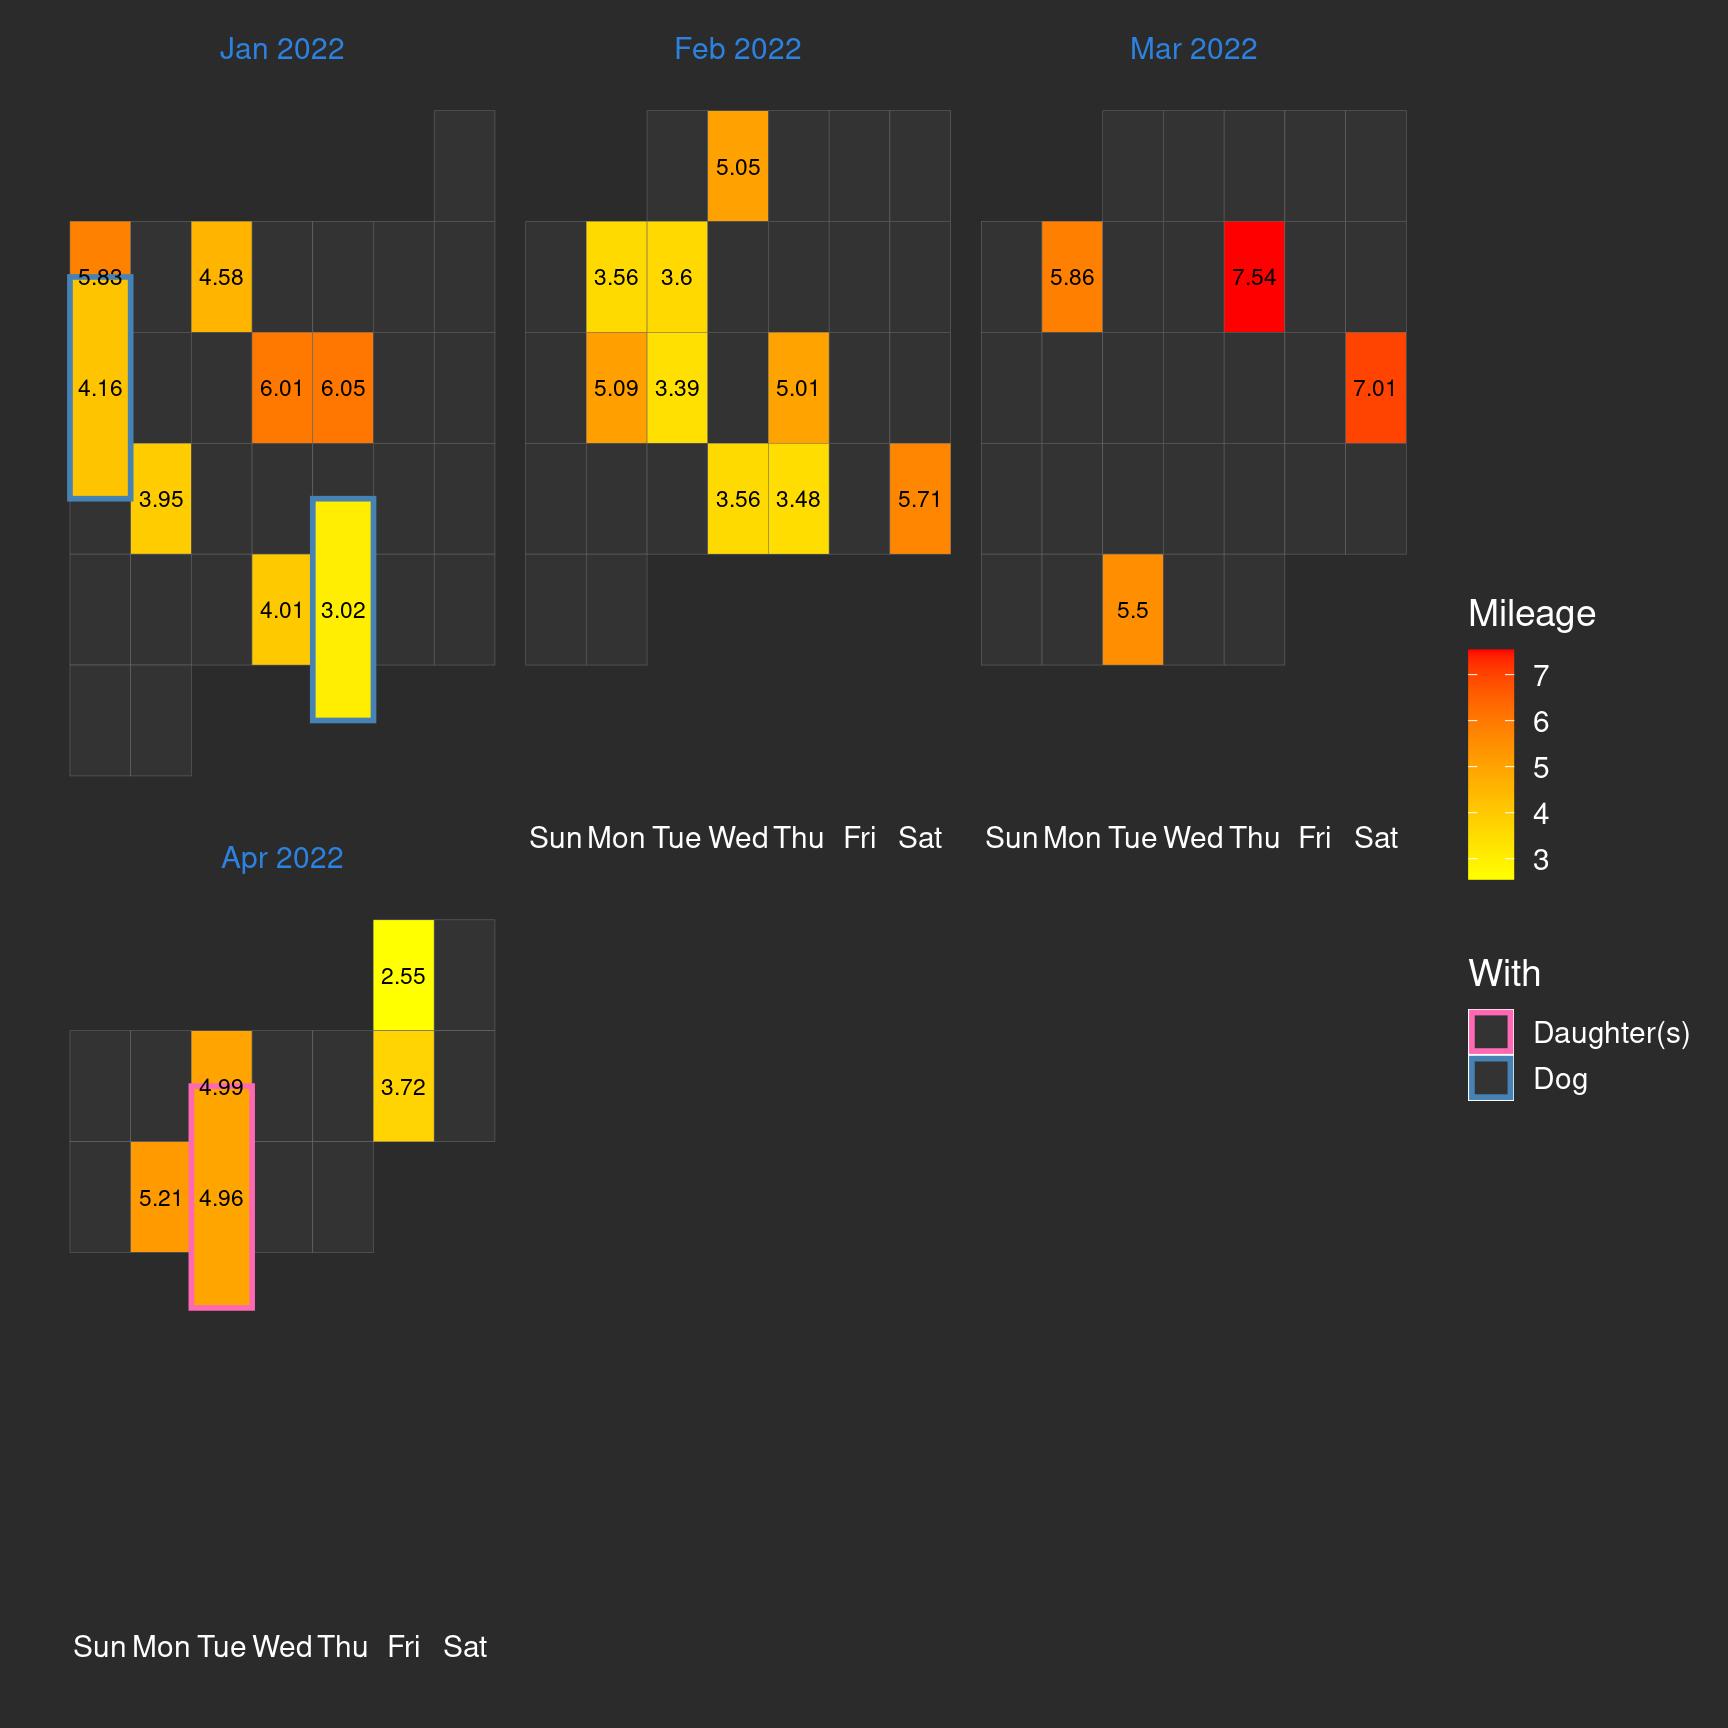 Jan 2022
Feb 2022
Mar 2022
5.05
5.83
4.58
3.56
3.6
5.86
7.54
4.16
6.01
6.05
5.09
3.39
5.01
7.01
3.95
3.56
3.48
5.71
4.01
3.02
5.5
Sun Mon Tue Wed Thu Fri Sat
Sun Mon Tue Wed Thu Fri Sat
Apr 2022
2.55
4.99
3.72
5.21
4.96
Sun Mon Tue Wed Thu Fri Sat
Mileage
7
6
5
4
3
With
Daughter(s)
Dog